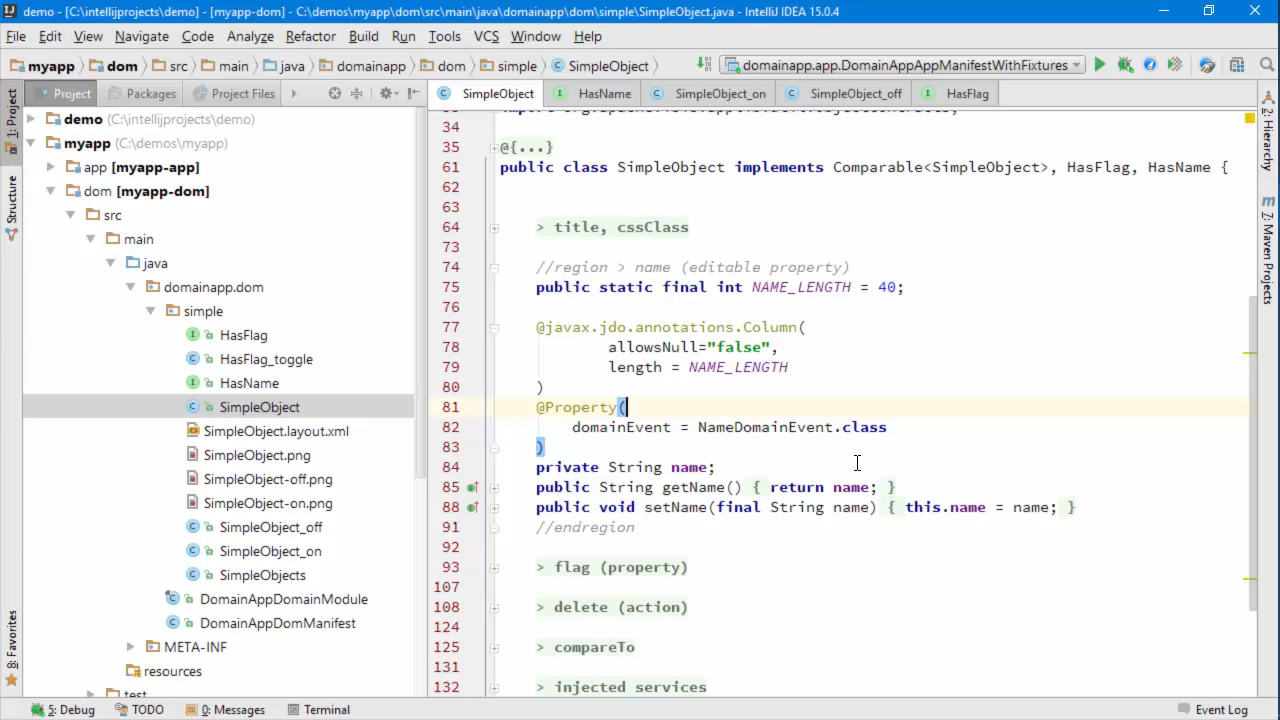 demo - [C:\intellijprojects\demo] - [myapp-dom] - C:\demos\myapp\dom\src\main\java\domainapp\dom\simple\SimpleObject.java - IntelliJ IDEA 15.0.4
File Edit View Navigate Code Analyze Refactor Build Run Tools VCS Window Help
myapp dom src main java domainapp dom simple SimpleObject domainapp.app.DomainAppAppManifestWithFixtures
Project Packages Project Files
SimpleObject HasName SimpleObject_on SimpleObject_off HasFlag
1: Project
Structure
8: Favorites
demo (C:\intellijprojects\demo)
myapp (C:\demos\myapp)
app [myapp-app]
dom [myapp-dom]
src
main
java
domainapp.dom
simple
HasFlag
HasFlag_toggle
HasName
SimpleObject
SimpleObject.layout.xml
SimpleObject.png
SimpleObject-off.png
SimpleObject-on.png
SimpleObject_off
SimpleObject_on
SimpleObjects
DomainAppDomainModule
DomainAppDomManifest
META-INF
resources
test
34
35 @{...}
61 public class SimpleObject implements Comparable<SimpleObject>, HasFlag, HasName {
62
63
64 > title, cssClass
73
74 //region > name (editable property)
75 public static final int NAME_LENGTH = 40;
76
77 @javax.jdo.annotations.Column(
78 allowsNull="false",
79 length = NAME_LENGTH
80 )
81 @Property(
82 domainEvent = NameDomainEvent.class
83 )
84 private String name;
85 public String getName() { return name; }
88 public void setName(final String name) { this.name = name; }
91 //endregion
92
93 > flag (property)
107
108 > delete (action)
124
125 > compareTo
131
132 > injected services
2: Hierarchy
Maven Projects
5: Debug TODO 0: Messages Terminal Event Log